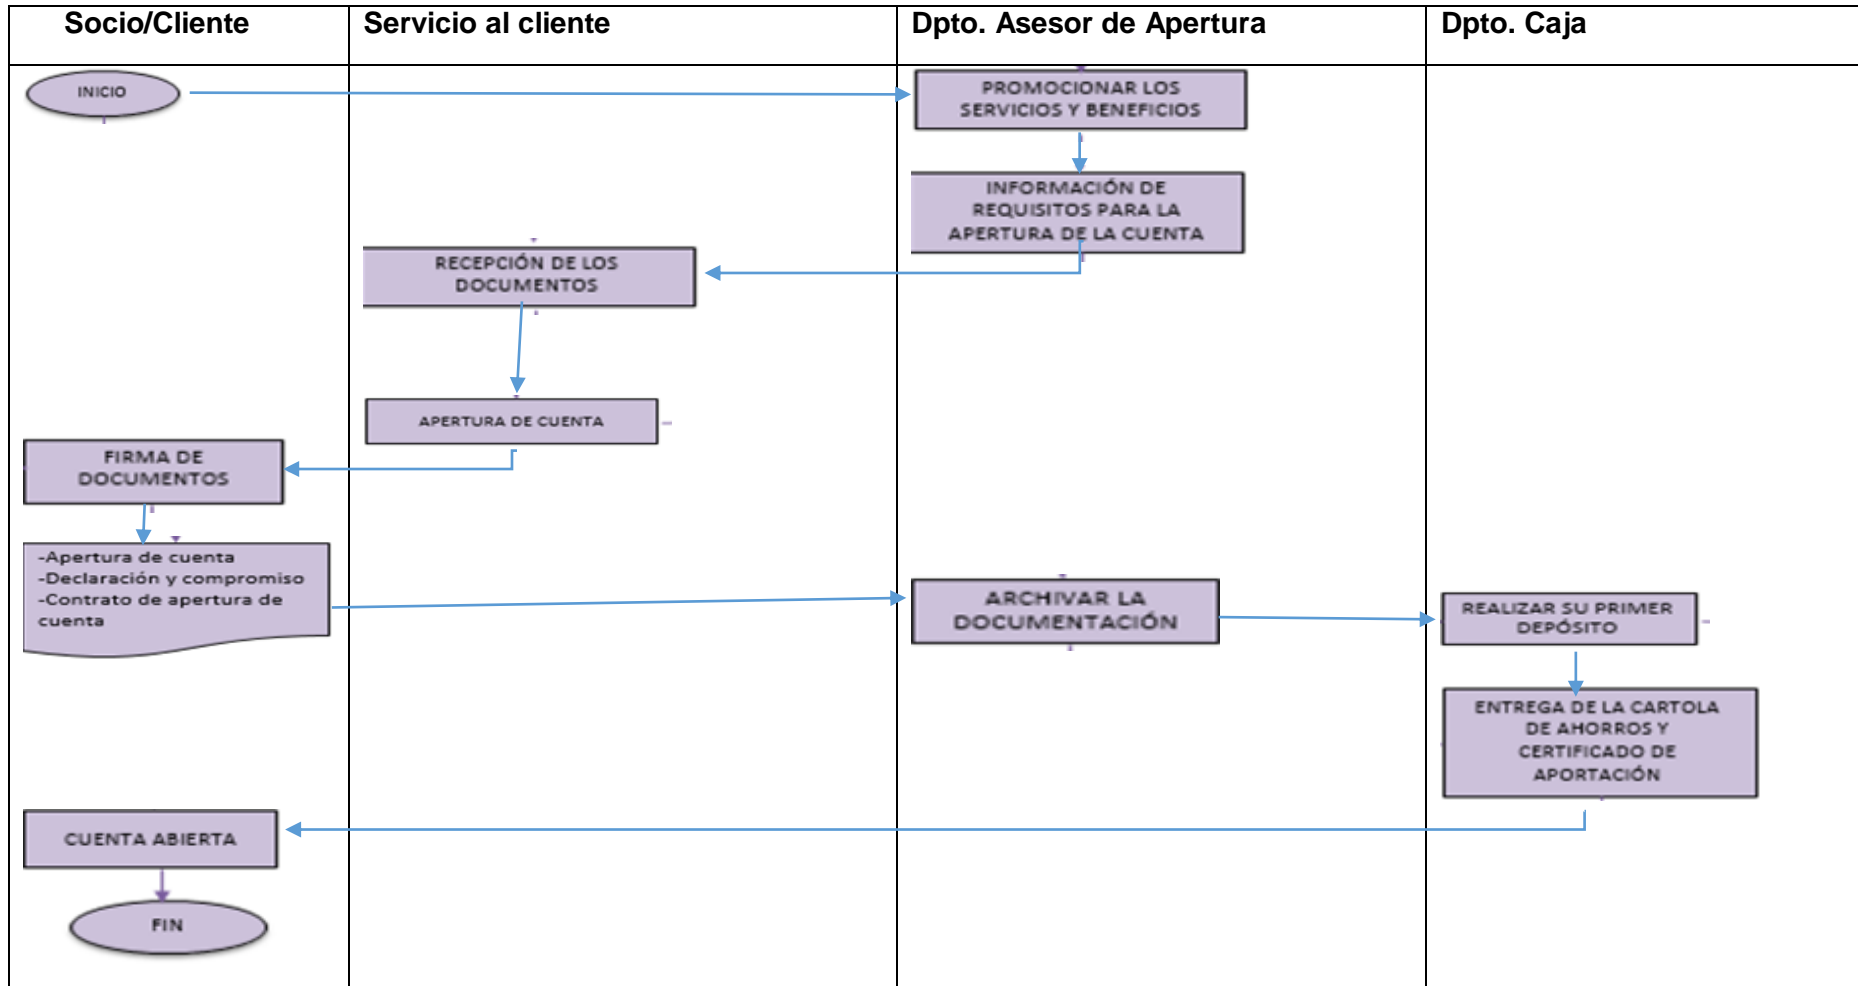 Socio/Cliente
Servicio al cliente
Dpto. Asesor de Apertura
Dpto. Caja
INICIO
PROMOCIONAR LOS
SERVICIOS Y BENEFICIOS
INFORMACIÓN DE
REQUISITOS PARA LA
APERTURA DE LA CUENTA
RECEPCIÓN DE LOS
DOCUMENTOS
APERTURA DE CUENTA
FIRMA DE
DOCUMENTOS
-Apertura de cuenta
-Declaración y compromiso
-Contrato de apertura de
cuenta
ARCHIVAR LA
DOCUMENTACIÓN
REALIZAR SU PRIMER
DEPÓSITO
ENTREGA DE LA CARTOLA
DE AHORROS Y
CERTIFICADO DE
APORTACIÓN
CUENTA ABIERTA
FIN